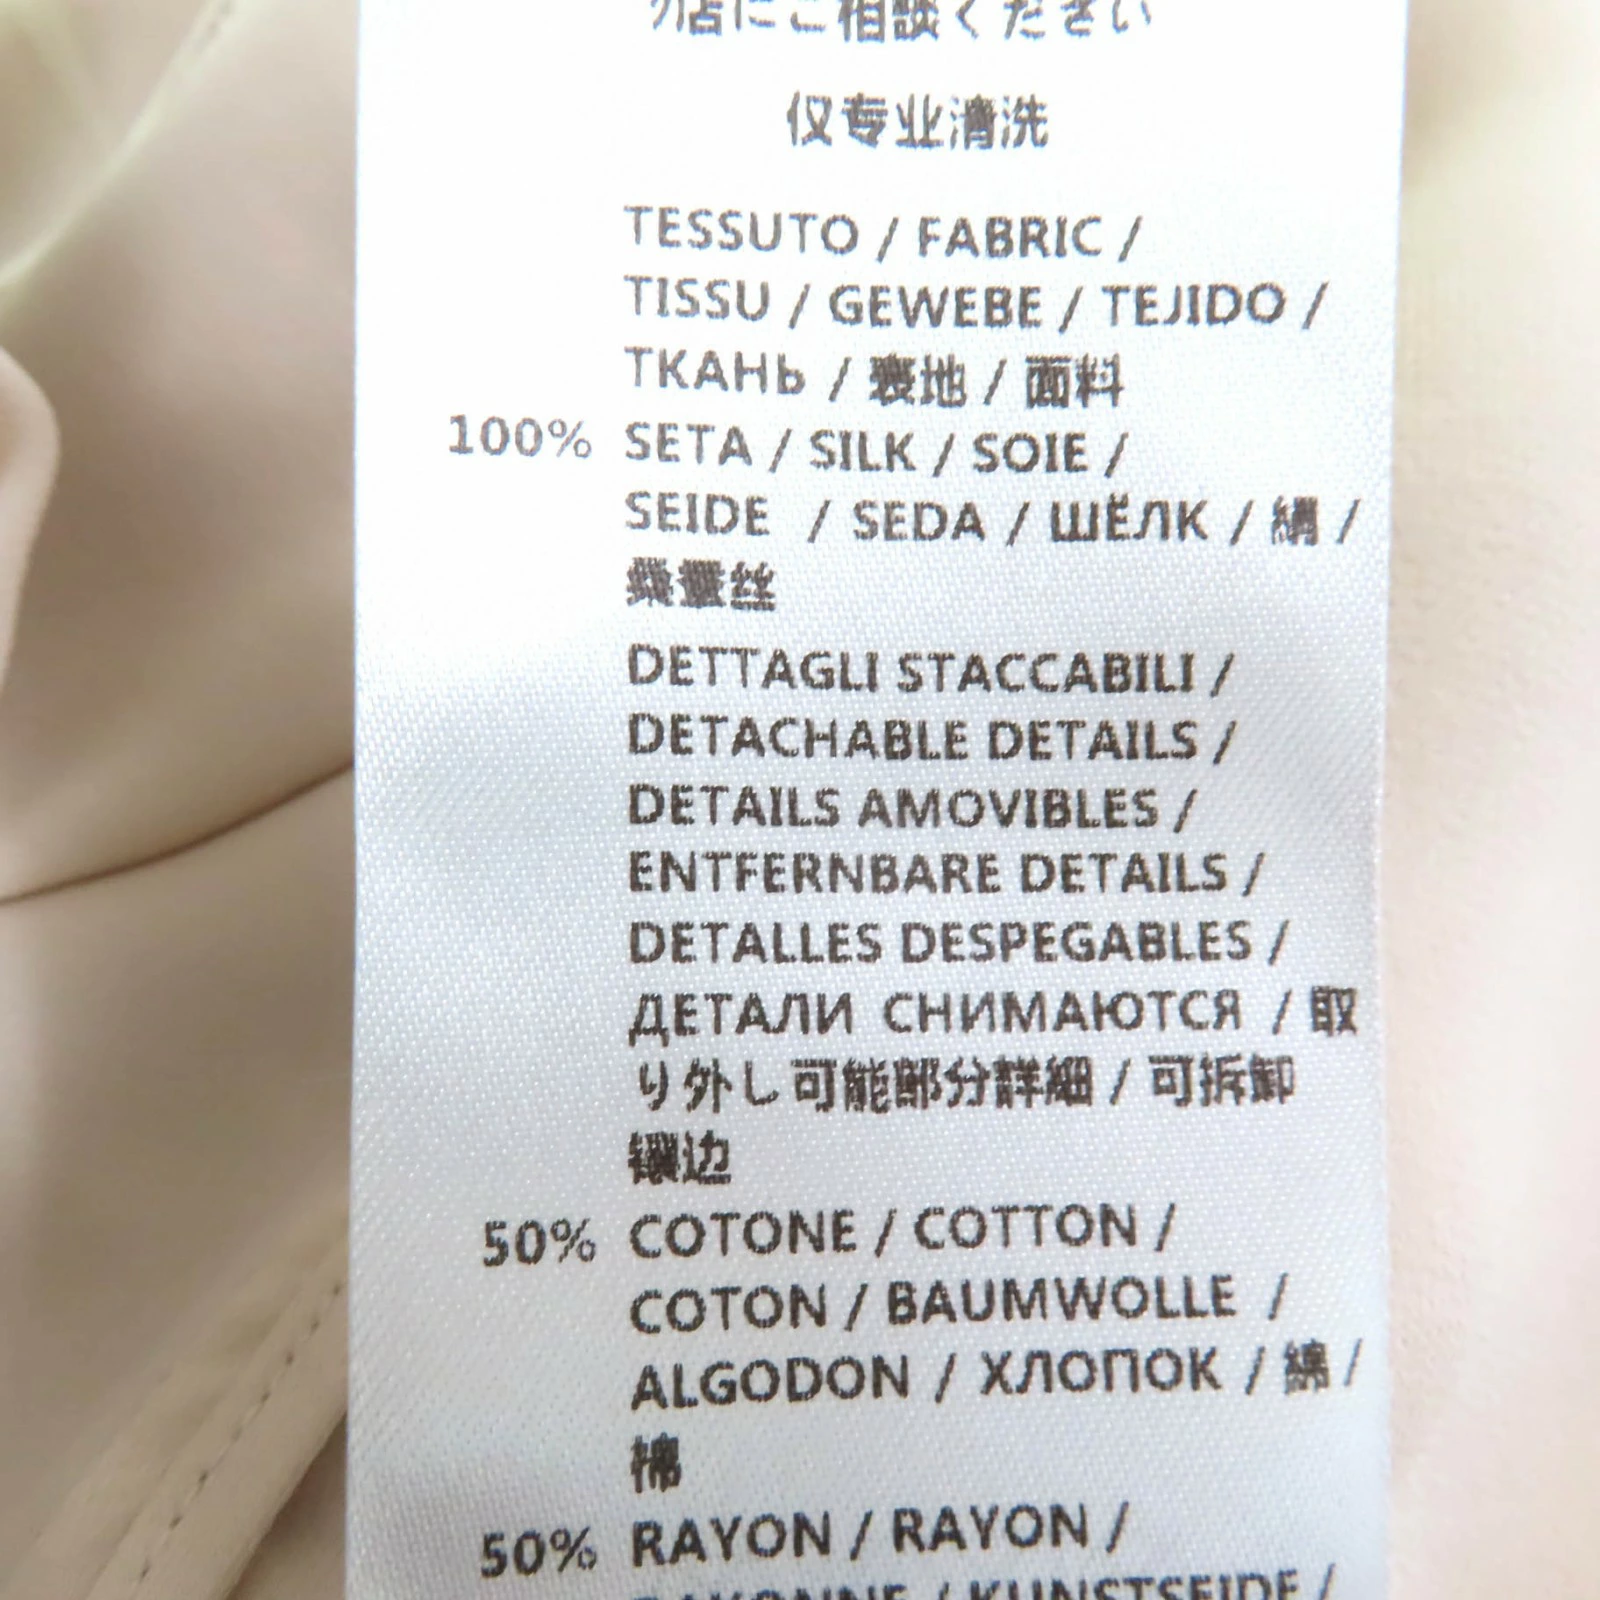 店にご相談ください
仅专业清洗
TESSUTO / FABRIC /
TISSU / GEWEBE / TEJIDO /
ТКАНЬ / 表地 / 面料
100% SETA / SILK / SOIE /
SEIDE / SEDA / ШЁЛК / 絹 /
桑蚕丝
DETTAGLI STACCABILI /
DETACHABLE DETAILS /
DETAILS AMOVIBLES /
ENTFERNBARE DETAILS /
DETALLES DESPEGABLES /
ДЕТАЛИ СНИМАЮТСЯ / 取
り外し可能部分詳細 / 可拆卸
镶边
50% COTONE / COTTON /
COTON / BAUMWOLLE /
ALGODON / ХЛОПОК / 綿 /
棉
50% RAYON / RAYON /
RAYONNE / KUNSTSEIDE /